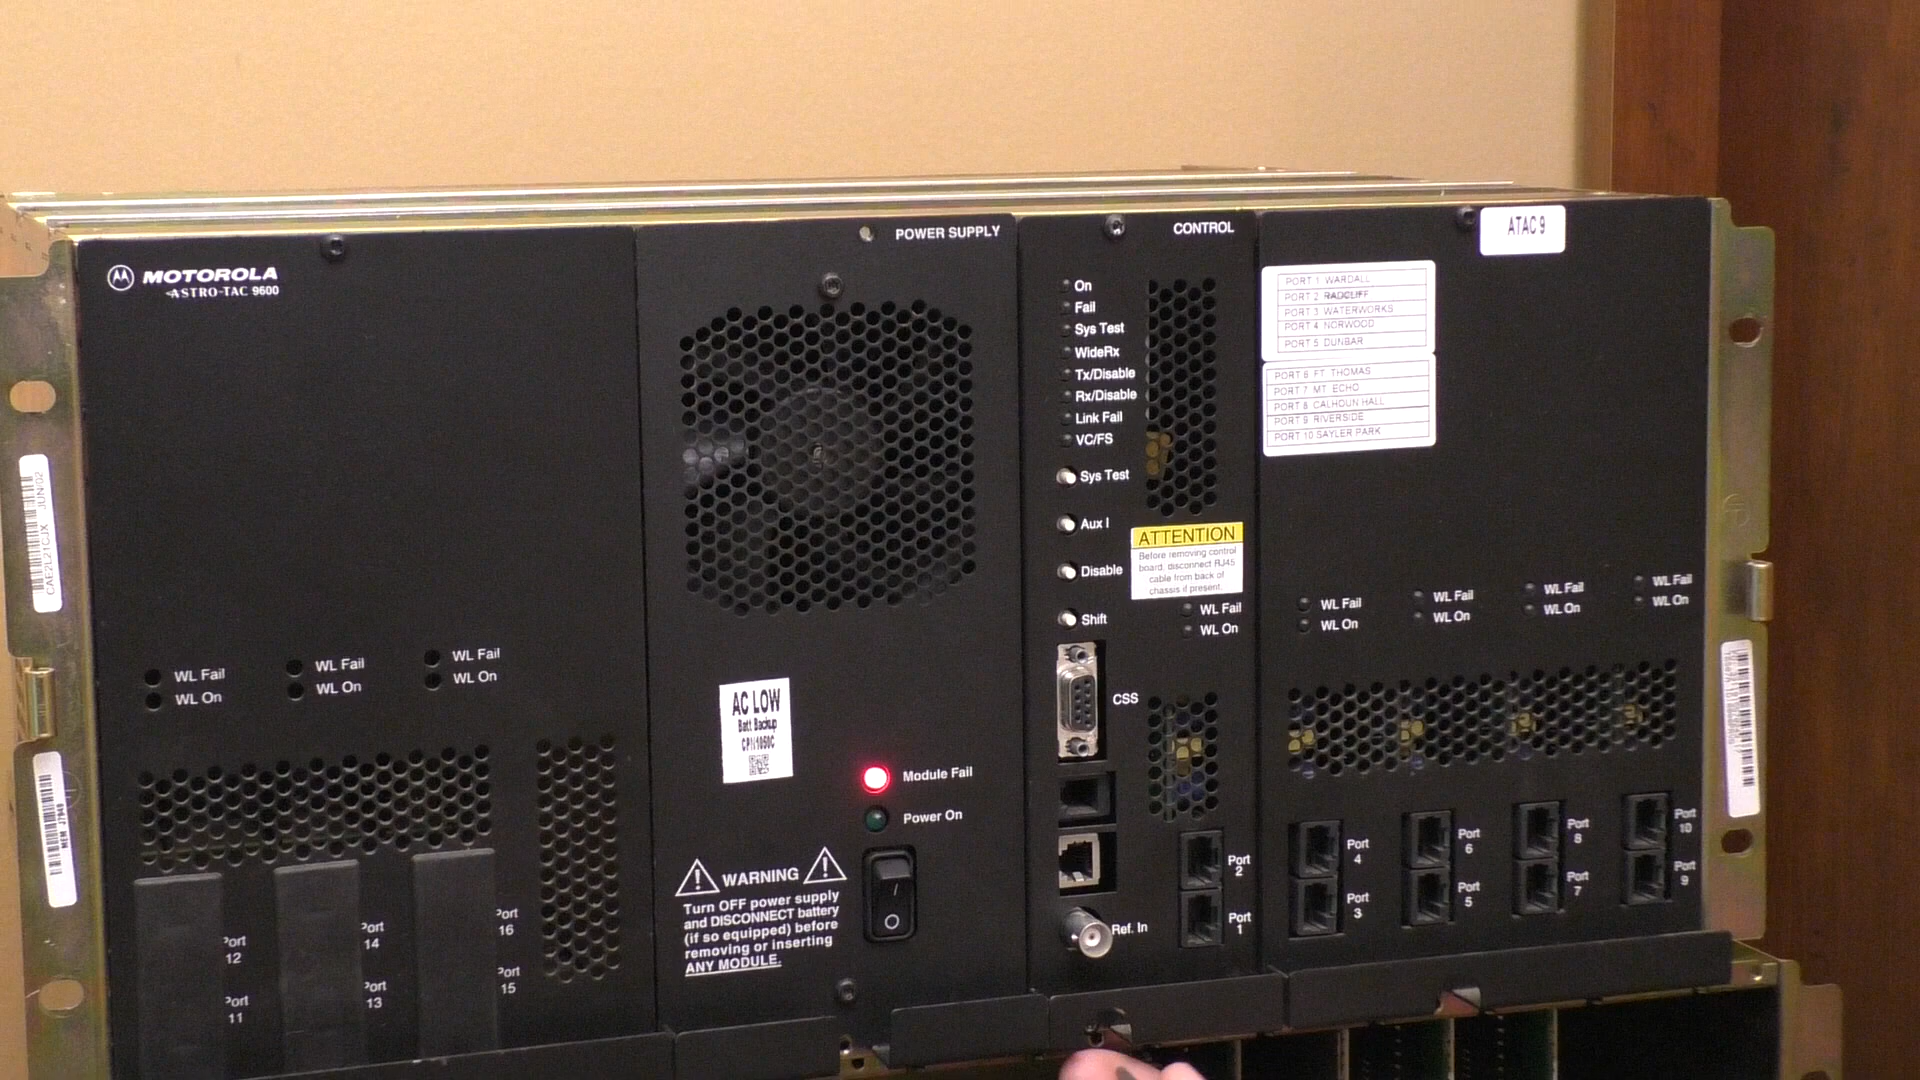 MOTOROLA
ASTRO-TAC 9600
WL Fail
WL On
WL Fail
WL On
WL Fail
WL On
Port
12
Port
11
Port
14
Port
13
Port
16
Port
15
CAE2L21CJX JUN/02
POWER SUPPLY
AC LOW
Batt Backup
CPN1050C
Module Fail
Power On
WARNING
Turn OFF power supply
and DISCONNECT battery
(if so equipped) before
removing or inserting
ANY MODULE.
CONTROL
On
Fail
Sys Test
WideRx
Tx/Disable
Rx/Disable
Link Fail
VC/FS
Sys Test
Aux I
Disable
Shift
ATTENTION
Before removing control
board, disconnect RJ45
cable from back of
chassis if present.
WL Fail
WL On
CSS
Port
2
Port
1
Ref. In
ATAC 9
PORT 1 WARDALL
PORT 2 RADCLIFF
PORT 3 WATERWORKS
PORT 4 NORWOOD
PORT 5 DUNBAR
PORT 6 FT. THOMAS
PORT 7 MT. ECHO
PORT 8 CALHOUN HALL
PORT 9 RIVERSIDE
PORT 10 SAYLER PARK
WL Fail
WL On
WL Fail
WL On
WL Fail
WL On
WL Fail
WL On
Port
4
Port
3
Port
6
Port
5
Port
8
Port
7
Port
10
Port
9